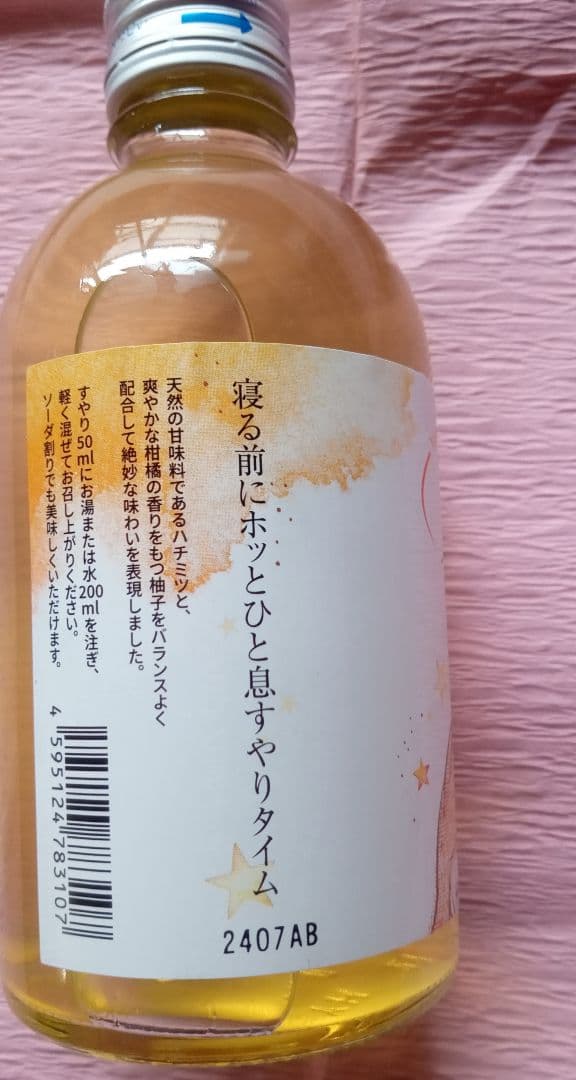 寝る前にホッとひと息すやりタイム
天然の甘味料であるハチミツと、
爽やかな柑橘の香りをもつ柚子をバランスよく
配合して絶妙な味わいを表現しました。
すやり50mlにお湯または水200mlを注ぎ、
軽く混ぜてお召し上がりください。
ソーダ割りでも美味しくいただけます。
4 595124 783107
2407AB